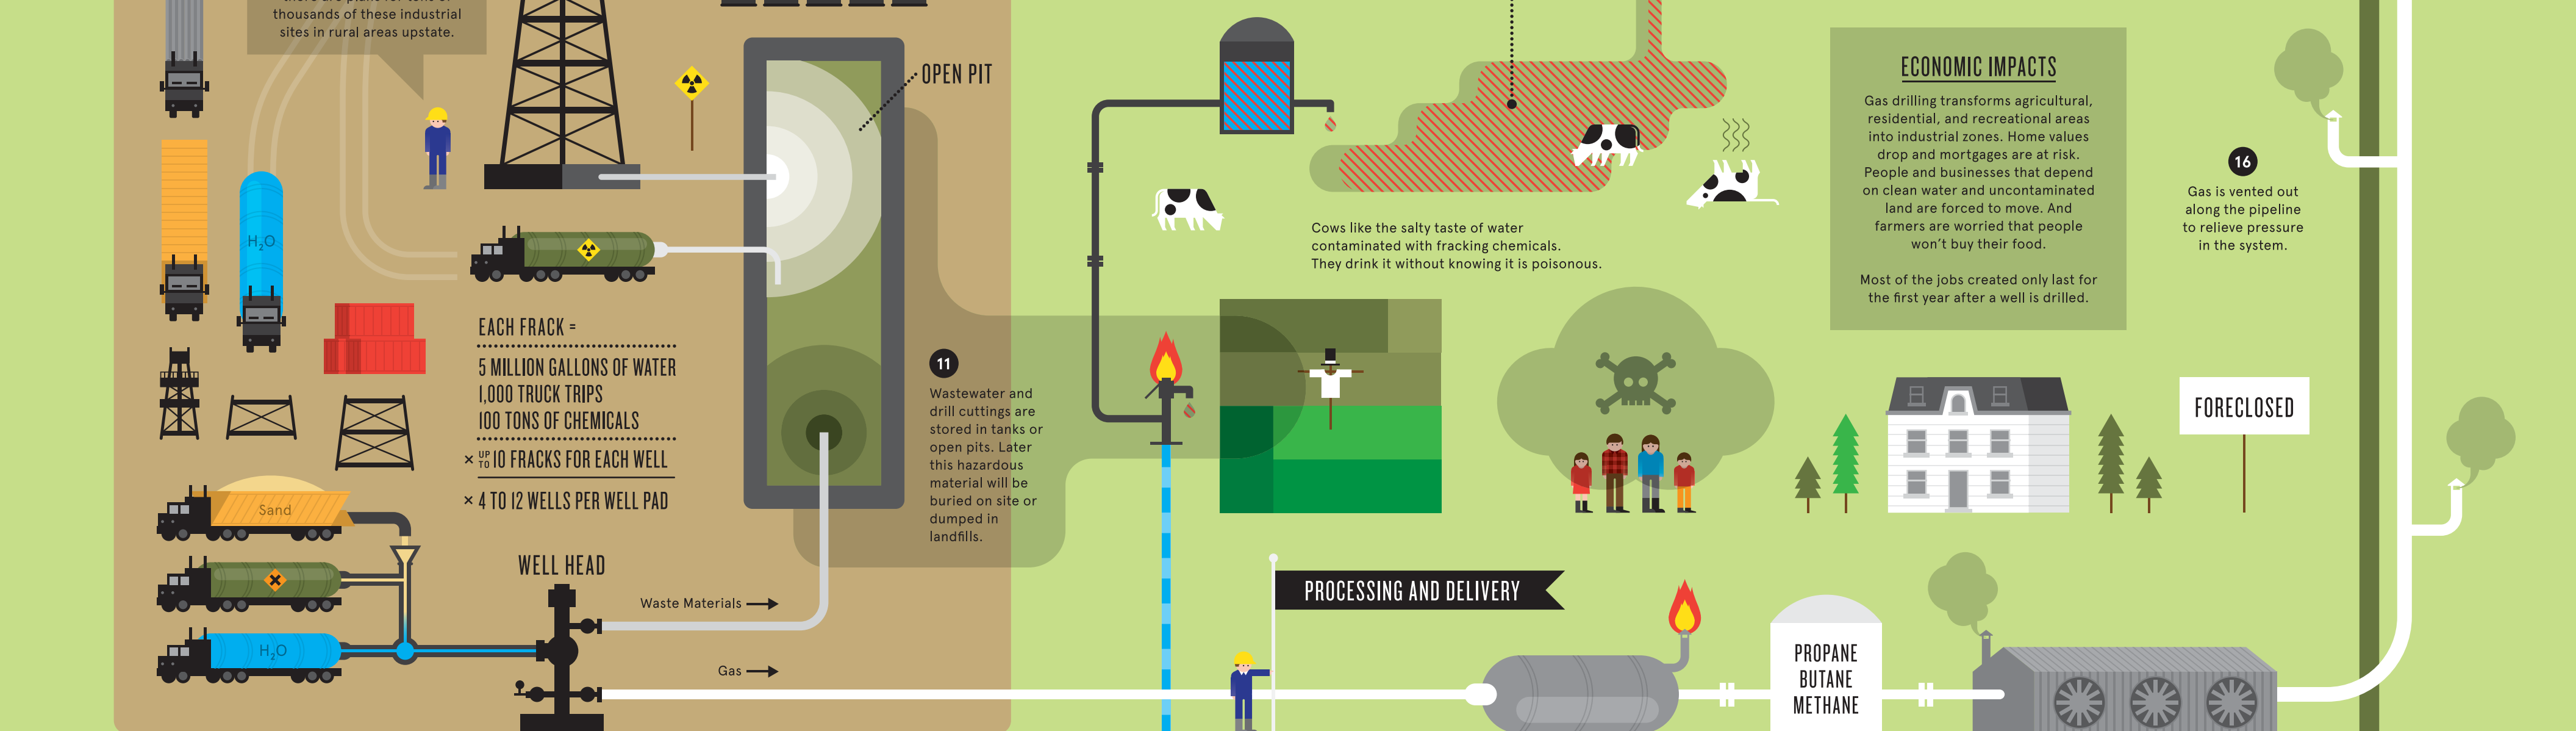 thousands of these industrial
sites in rural areas upstate.
OPEN PIT
H2O
EACH FRACK =
5 MILLION GALLONS OF WATER
1,000 TRUCK TRIPS
100 TONS OF CHEMICALS
× UP TO 10 FRACKS FOR EACH WELL
× 4 TO 12 WELLS PER WELL PAD
11
Wastewater and
drill cuttings are
stored in tanks or
open pits. Later
this hazardous
material will be
buried on site or
dumped in
landfills.
Sand
H2O
WELL HEAD
Waste Materials
Gas
Cows like the salty taste of water
contaminated with fracking chemicals.
They drink it without knowing it is poisonous.
ECONOMIC IMPACTS
Gas drilling transforms agricultural,
residential, and recreational areas
into industrial zones. Home values
drop and mortgages are at risk.
People and businesses that depend
on clean water and uncontaminated
land are forced to move. And
farmers are worried that people
won't buy their food.
Most of the jobs created only last for
the first year after a well is drilled.
16
Gas is vented out
along the pipeline
to relieve pressure
in the system.
FORECLOSED
PROCESSING AND DELIVERY
PROPANE
BUTANE
METHANE